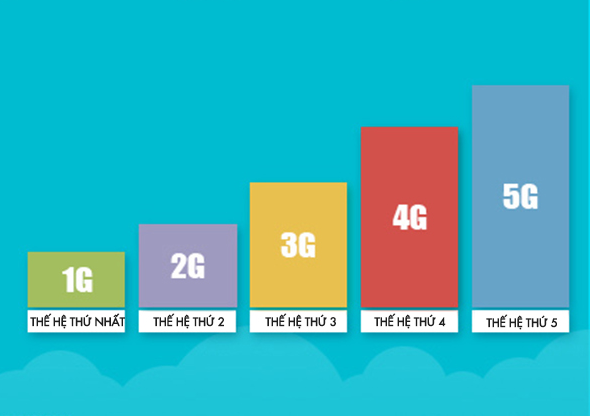 1G
2G
3G
4G
5G
THẾ HỆ THỨ NHẤT
THẾ HỆ THỨ 2
THẾ HỆ THỨ 3
THẾ HỆ THỨ 4
THẾ HỆ THỨ 5